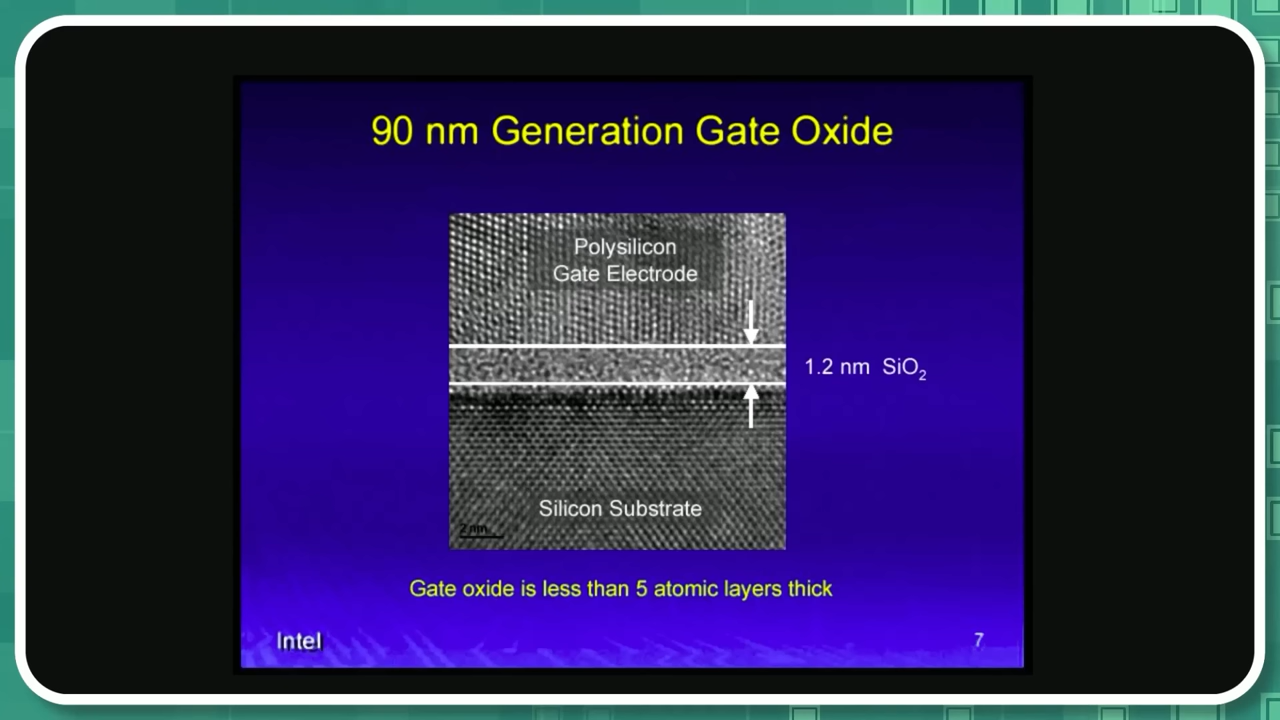 90 nm Generation Gate Oxide
Polysilicon
Gate Electrode
1.2 nm SiO₂
Silicon Substrate
2 nm
Gate oxide is less than 5 atomic layers thick
Intel
7